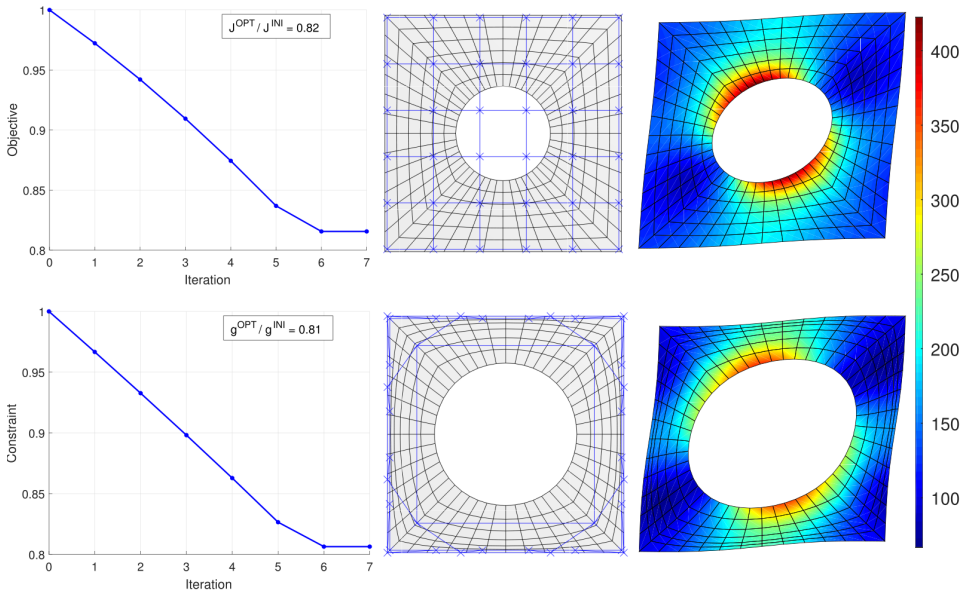 J^OPT / J^INI = 0.82
1
0.95
0.9
0.85
0.8
Objective
0 1 2 3 4 5 6 7
Iteration
g^OPT / g^INI = 0.81
1
0.95
0.9
0.85
0.8
Constraint
0 1 2 3 4 5 6 7
Iteration
400
350
300
250
200
150
100